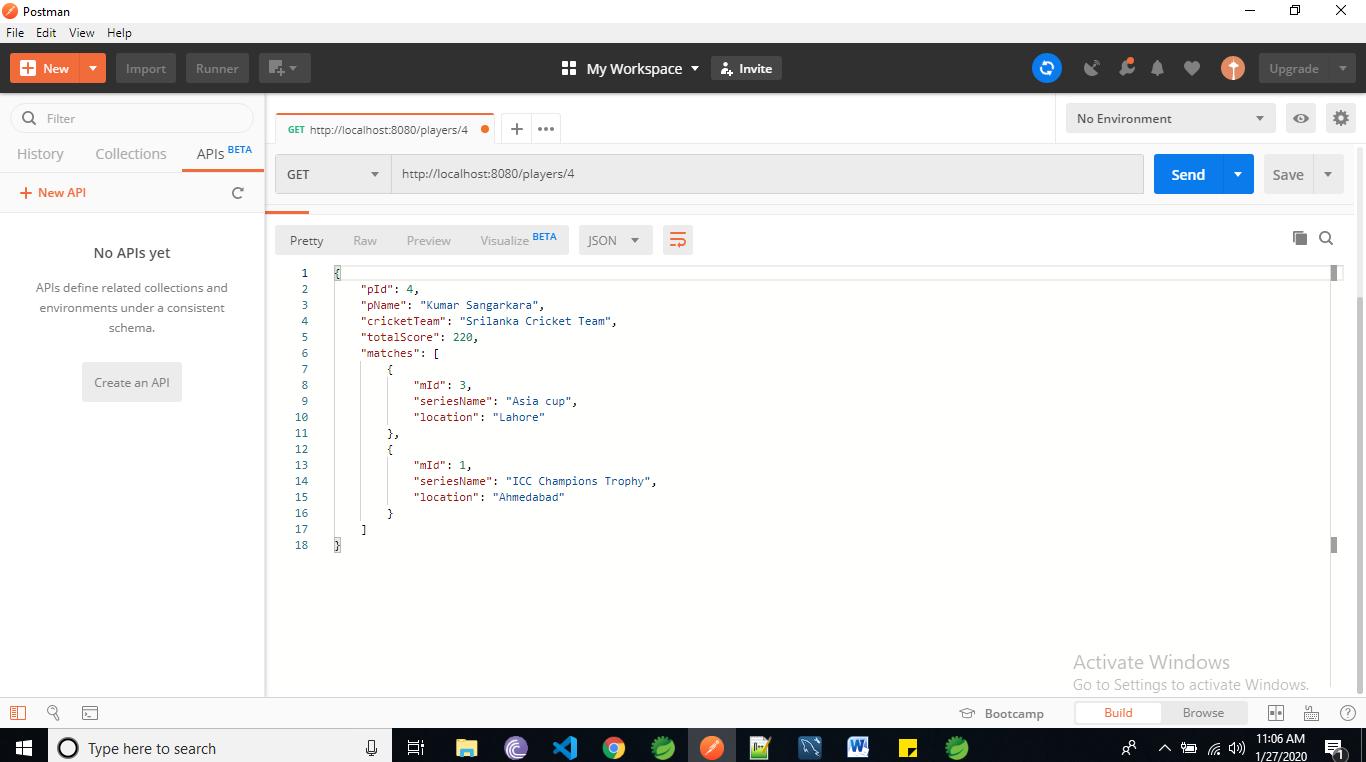 Postman
File Edit View Help
New Import Runner My Workspace Invite Upgrade
Filter
History Collections APIs BETA
New API
No APIs yet
APIs define related collections and
environments under a consistent
schema.
Create an API
GET http://localhost:8080/players/4
No Environment
GET http://localhost:8080/players/4 Send Save
Pretty Raw Preview Visualize BETA JSON
1 {
2 "pId": 4,
3 "pName": "Kumar Sangarkara",
4 "cricketTeam": "Srilanka Cricket Team",
5 "totalScore": 220,
6 "matches": [
7 {
8 "mId": 3,
9 "seriesName": "Asia cup",
10 "location": "Lahore"
11 },
12 {
13 "mId": 1,
14 "seriesName": "ICC Champions Trophy",
15 "location": "Ahmedabad"
16 }
17 ]
18 }
Activate Windows
Go to Settings to activate Windows.
Bootcamp Build Browse
Type here to search
11:06 AM
1/27/2020
1